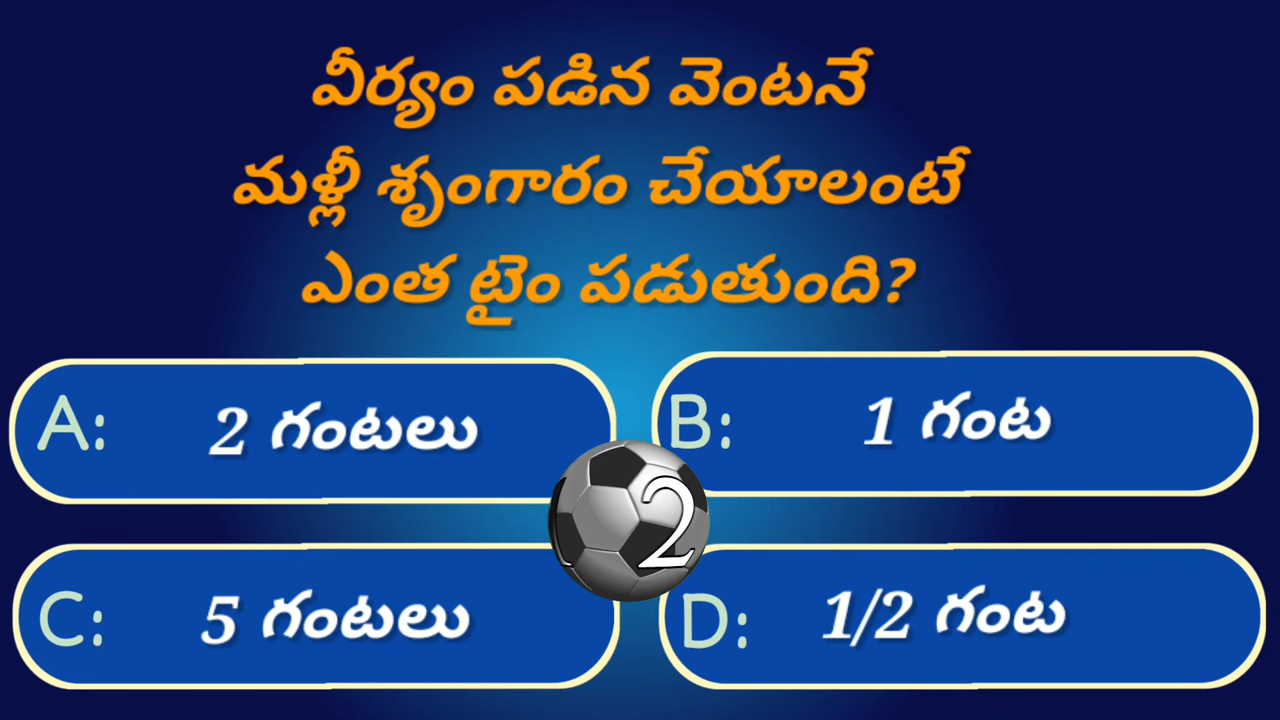 వీర్యం పడిన వెంటనే
మళ్లీ శృంగారం చేయాలంటే
ఎంత టైం పడుతుంది?
A: 2 గంటలు
B: 1 గంట
2
C: 5 గంటలు
D: 1/2 గంట